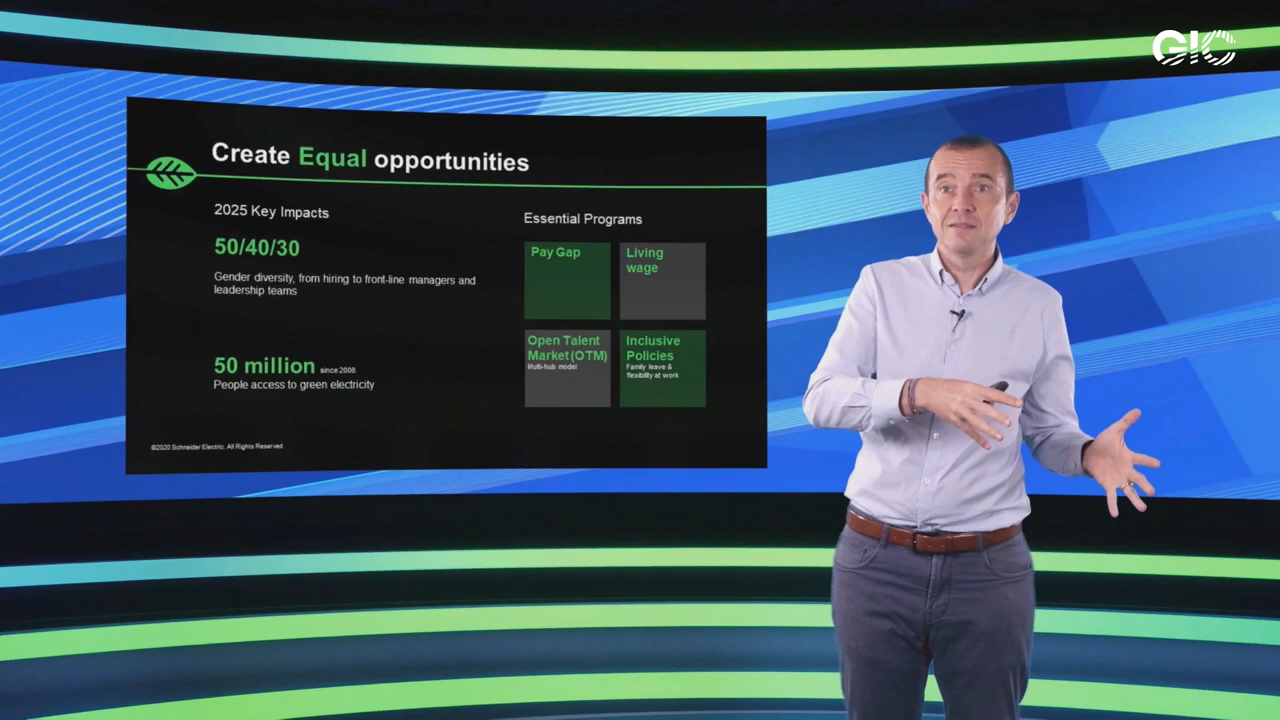 GIC
Create Equal opportunities
2025 Key Impacts
50/40/30
Gender diversity, from hiring to front-line managers and
leadership teams
50 million since 2008
People access to green electricity
©2020 Schneider Electric. All Rights Reserved
Essential Programs
Pay Gap
Living
wage
Open Talent
Market (OTM)
Multi-hub model
Inclusive
Policies
Family leave &
flexibility at work